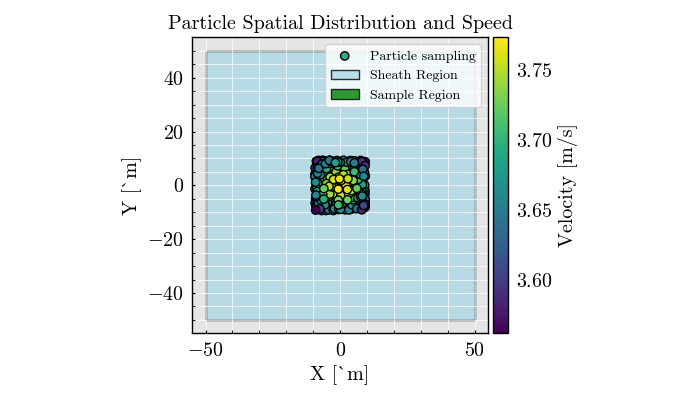 Particle Spatial Distribution and Speed
Particle sampling
Sheath Region
Sample Region
40
20
0
−20
−40
Y [`m]
−50
0
50
X [`m]
3.75
3.70
3.65
3.60
Velocity [m/s]